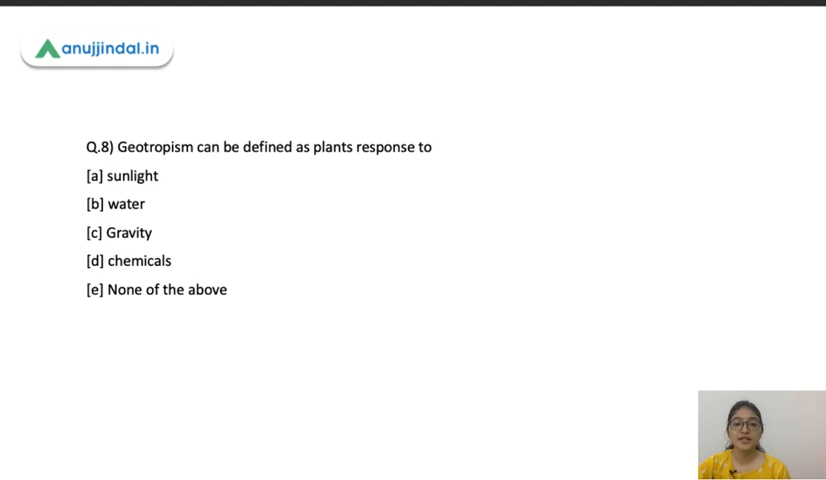 anujjindal.in
Q.8) Geotropism can be defined as plants response to
[a] sunlight
[b] water
[c] Gravity
[d] chemicals
[e] None of the above